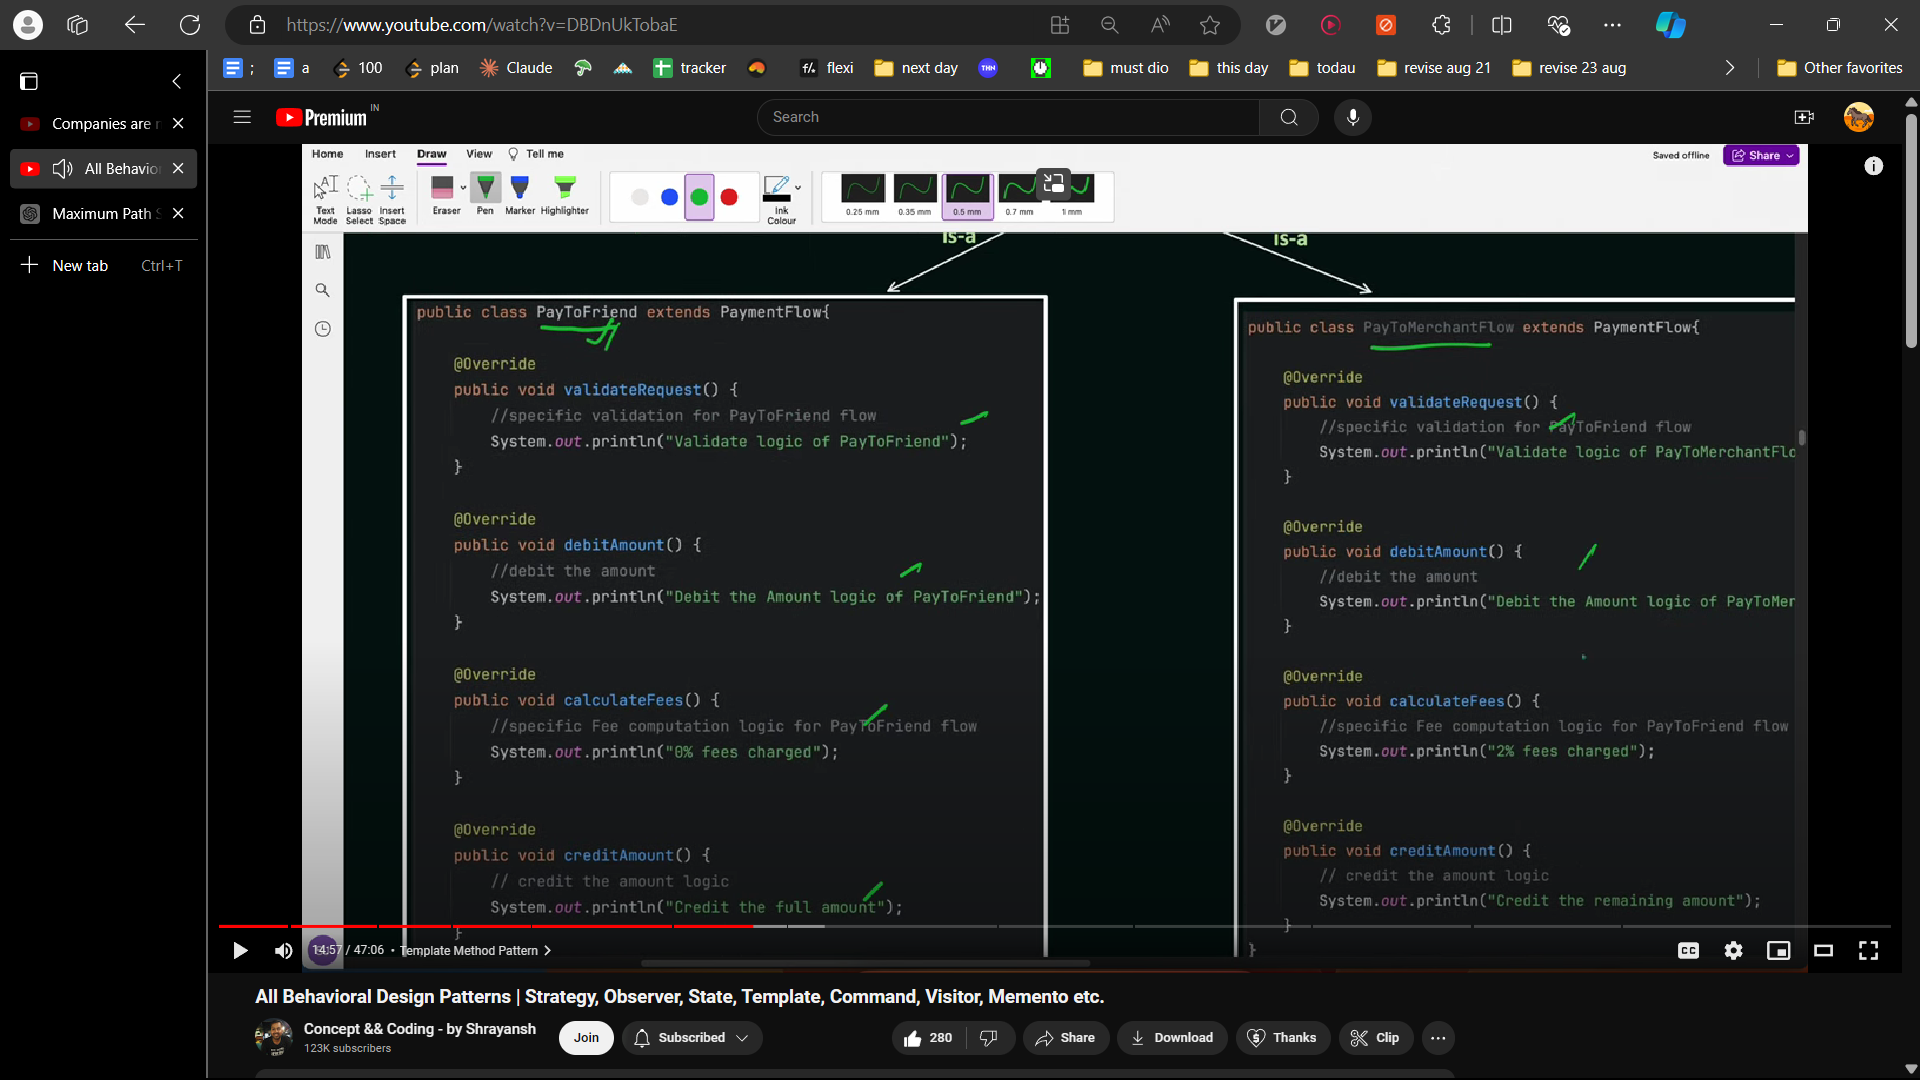 https://www.youtube.com/watch?v=DBDnUkTobaE
;
a
100
plan
Claude
tracker
flexi
next day
must dio
this day
todau
revise aug 21
revise 23 aug
Other favorites
Companies are
All Behavio
Maximum Path S
New tab Ctrl+T
Premium IN
Search
Home Insert Draw View Tell me
Saved offline Share
Text Mode
Lasso Select
Insert Space
Eraser
Pen
Marker
Highlighter
Ink Colour
0.25 mm
0.35 mm
0.5 mm
0.7 mm
1 mm
is-a
is-a
public class PayToFriend extends PaymentFlow{
@Override
public void validateRequest() {
//specific validation for PayToFriend flow
System.out.println("Validate logic of PayToFriend");
}
@Override
public void debitAmount() {
//debit the amount
System.out.println("Debit the Amount logic of PayToFriend");
}
@Override
public void calculateFees() {
//specific Fee computation logic for PayToFriend flow
System.out.println("0% fees charged");
}
@Override
public void creditAmount() {
// credit the amount logic
System.out.println("Credit the full amount");
}
public class PayToMerchantFlow extends PaymentFlow{
@Override
public void validateRequest() {
//specific validation for PayToFriend flow
System.out.println("Validate logic of PayToMerchantFlo
}
@Override
public void debitAmount() {
//debit the amount
System.out.println("Debit the Amount logic of PayToMer
}
@Override
public void calculateFees() {
//specific Fee computation logic for PayToFriend flow
System.out.println("2% fees charged");
}
@Override
public void creditAmount() {
// credit the amount logic
System.out.println("Credit the remaining amount");
}
}
14:57 / 47:06 • Template Method Pattern
CC
All Behavioral Design Patterns | Strategy, Observer, State, Template, Command, Visitor, Memento etc.
Concept && Coding - by Shrayansh
123K subscribers
Join
Subscribed
280
Share
Download
Thanks
Clip